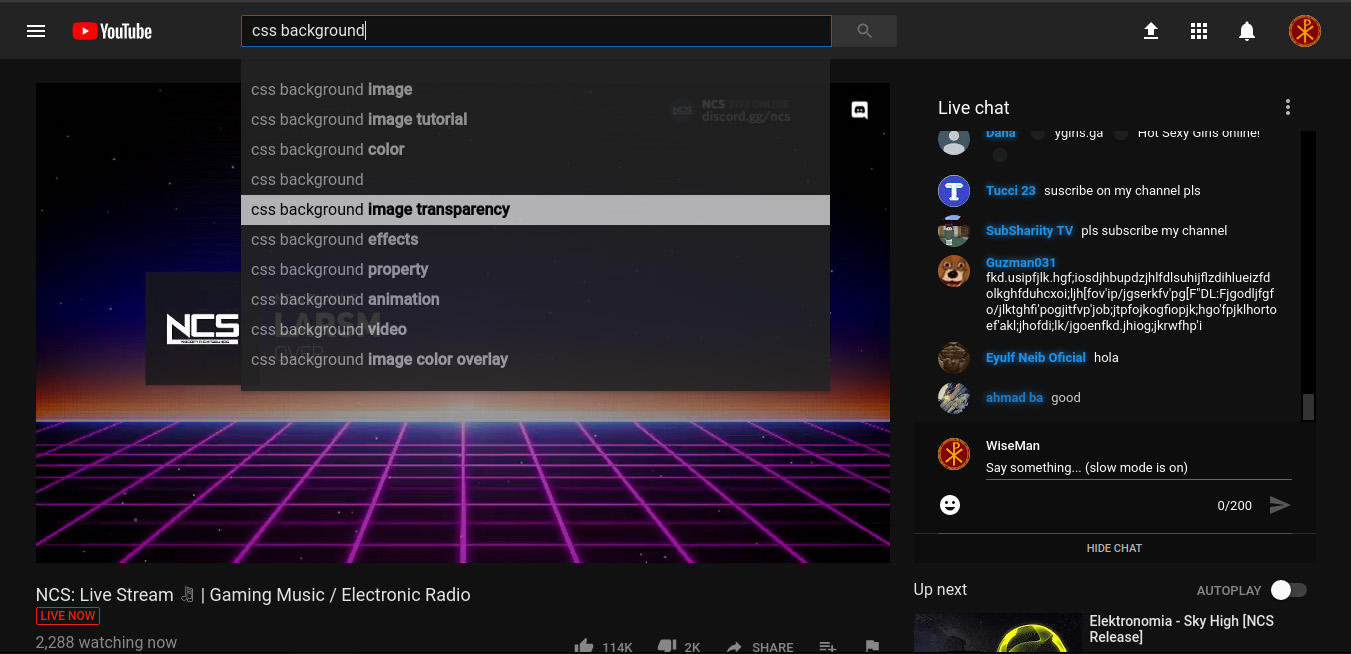 YouTube
css background
css background image
css background image tutorial
css background color
css background
css background image transparency
css background effects
css background property
css background animation
css background video
css background image color overlay
NCS
discord.gg/ncs
NCS
Live chat
Dana ygirls.ga Hot Sexy Girls online!
Tucci 23 suscribe on my channel pls
SubShariity TV pls subscribe my channel
Guzman031
fkd.usipfjlk.hgf;iosdjhbupdzjhlfdlsuhijflzdihlueizfd
olkghfduhcxoi;ljh[fov'ip/jgserkfv'pg[F"DL:Fjgodljfgf
o/jlktghfi'pogjitfvp'job;jtpfojkogfiopjk;hgo'fpjklhorto
ef'akl;jhofdi;lk/jgoenfkd.jhiog;jkrwfhp'i
Eyulf Neib Oficial hola
ahmad ba good
WiseMan
Say something... (slow mode is on)
0/200
HIDE CHAT
NCS: Live Stream 🎵 | Gaming Music / Electronic Radio
LIVE NOW
2,288 watching now
114K 2K SHARE
Up next AUTOPLAY
Elektronomia - Sky High [NCS
Release]